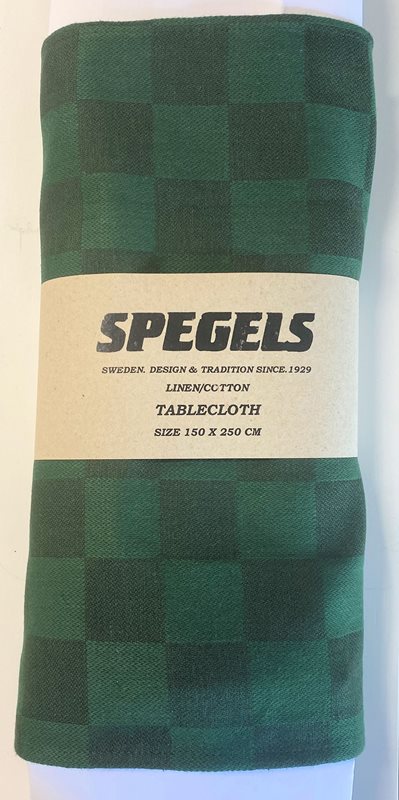 SPEGELS
SWEDEN. DESIGN & TRADITION SINCE.1929
LINEN/COTTON
TABLECLOTH
SIZE 150 X 250 CM